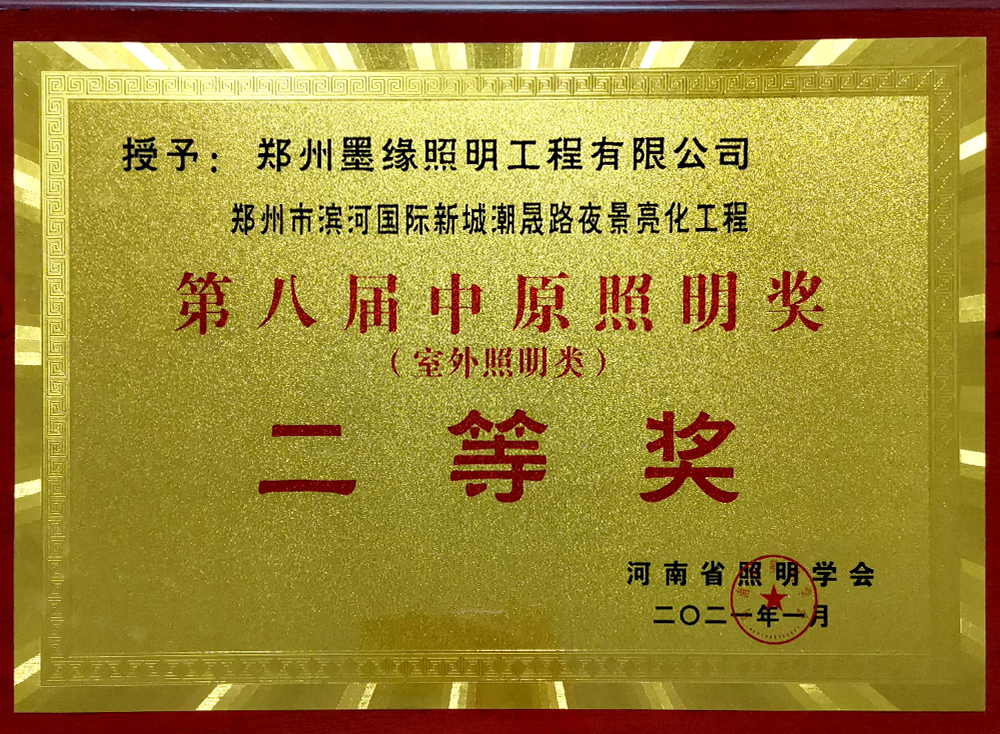 授予：郑州墨缘照明工程有限公司
郑州市滨河国际新城潮晟路夜景亮化工程
第八届中原照明奖
（室外照明类）
二等奖
河南省照明学会
二〇二一年一月